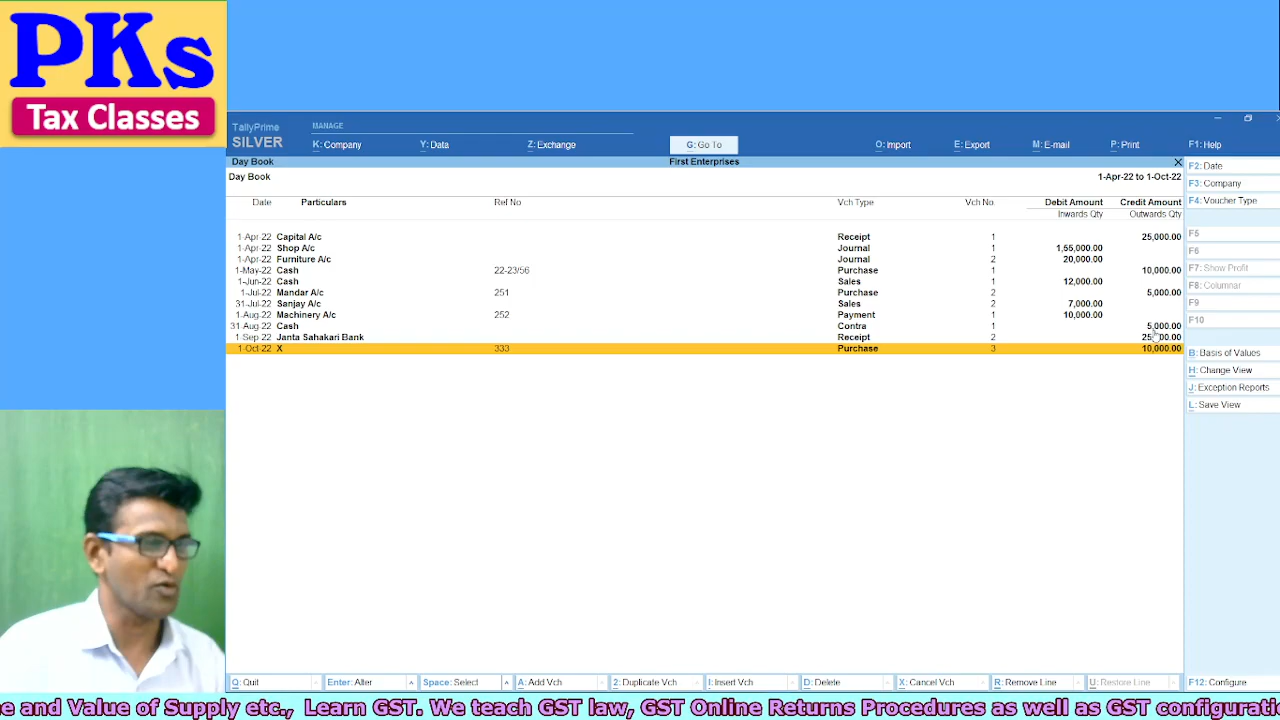 PKs
Tax Classes
TallyPrime
SILVER
MANAGE
K: Company Y: Data Z: Exchange G: Go To O: Import E: Export M: E-mail P: Print F1: Help
Day Book First Enterprises
Day Book 1-Apr-22 to 1-Oct-22
Date Particulars Ref No Vch Type Vch No. Debit Amount Credit Amount
Inwards Qty Outwards Qty
1-Apr-22 Capital A/c Receipt 1 25,000.00
1-Apr-22 Shop A/c Journal 1 1,55,000.00
1-Apr-22 Furniture A/c Journal 2 20,000.00
1-May-22 Cash 22-23/56 Purchase 1 10,000.00
1-Jun-22 Cash Sales 1 12,000.00
1-Jul-22 Mandar A/c 251 Purchase 2 5,000.00
31-Jul-22 Sanjay A/c Sales 2 7,000.00
1-Aug-22 Machinery A/c 252 Payment 1 10,000.00
31-Aug-22 Cash Contra 1 5,000.00
1-Sep-22 Janta Sahakari Bank Receipt 2 25,000.00
1-Oct-22 X 333 Purchase 3 10,000.00
F2: Date
F3: Company
F4: Voucher Type
F5
F6
F7: Show Profit
F8: Columnar
F9
F10
B: Basis of Values
H: Change View
J: Exception Reports
L: Save View
Q: Quit Enter: Alter Space: Select A: Add Vch 2: Duplicate Vch I: Insert Vch D: Delete X: Cancel Vch R: Remove Line U: Restore Line F12: Configure
e and Value of Supply etc., Learn GST. We teach GST law, GST Online Returns Procedures as well as GST configurati